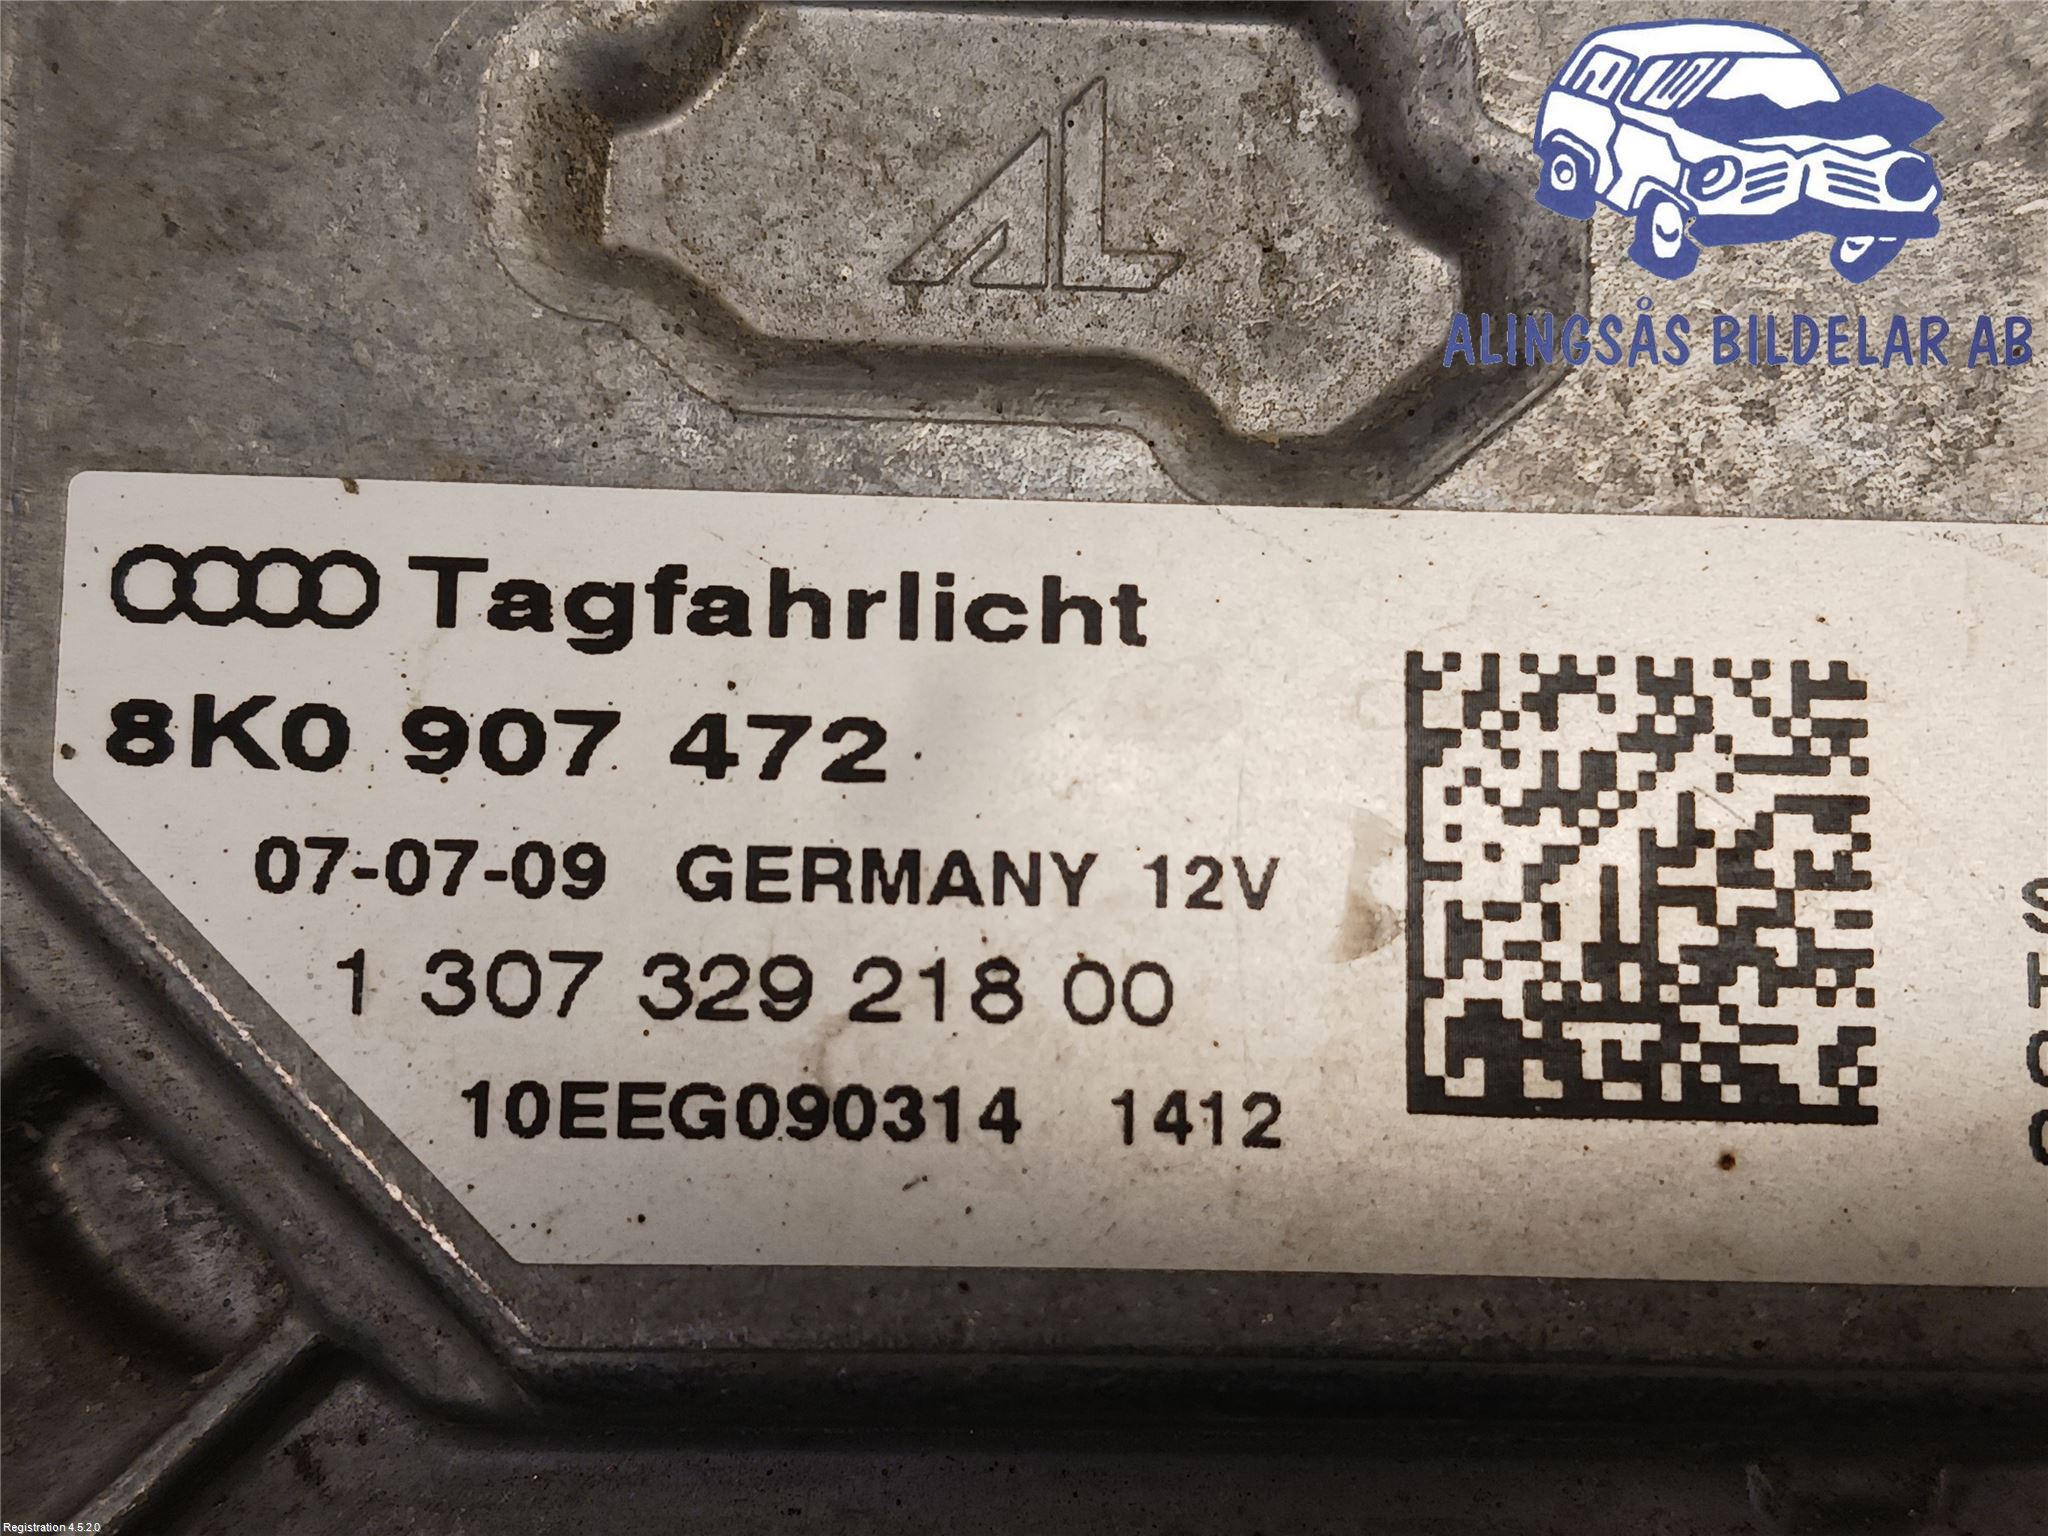 AL
ALINGSÅS BILDELAR AB
Tagfahrlicht
8K0 907 472
07-07-09 GERMANY 12V
1 307 329 218 00
10EEG090314 1412
Registration 4.5.2.0